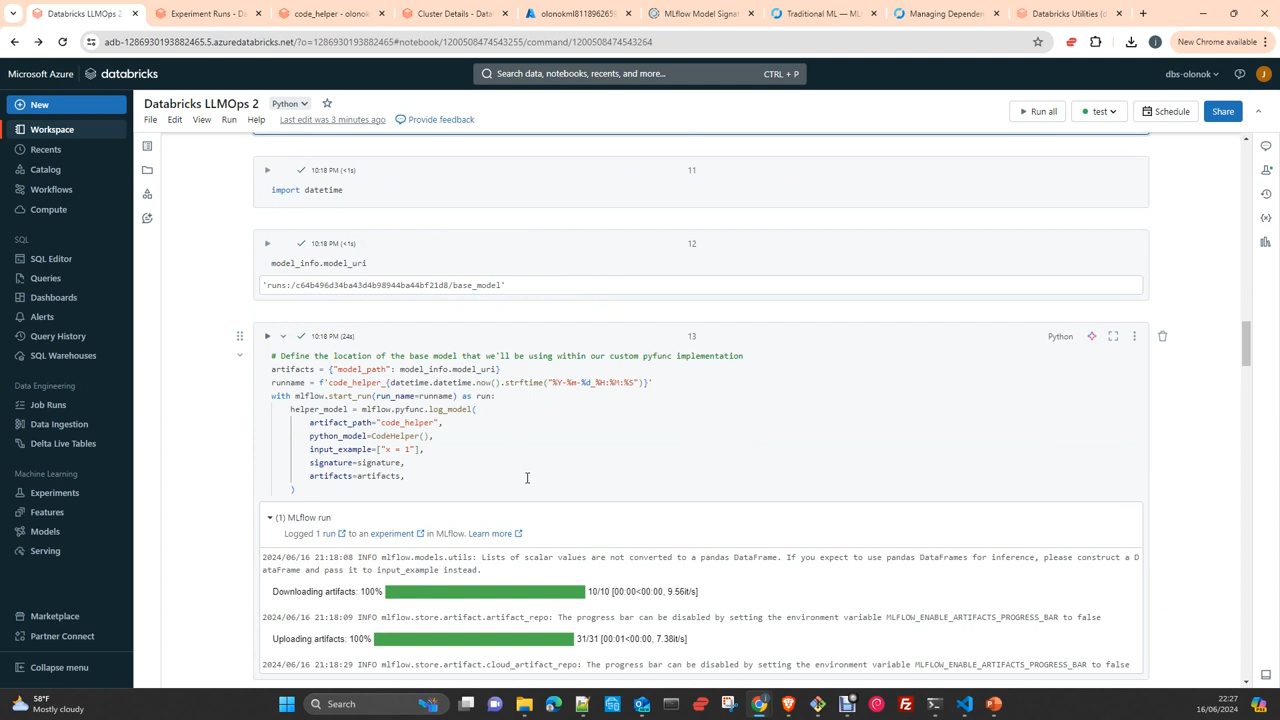 Databricks LLMOps 2
Experiment Runs - D
code_helper - olonok
Cluster Details - Data
olonokml8118962659
MLflow Model Signat
Traditional ML — ML
Managing Dependen
Databricks Utilities (d
adb-1286930193882465.5.azuredatabricks.net/?o=1286930193882465#notebook/1200508474543255/command/1200508474543264
New Chrome available
Microsoft Azure
databricks
Search data, notebooks, recents, and more...
CTRL + P
dbs-olonok
J
New
Workspace
Recents
Catalog
Workflows
Compute
SQL
SQL Editor
Queries
Dashboards
Alerts
Query History
SQL Warehouses
Data Engineering
Job Runs
Data Ingestion
Delta Live Tables
Machine Learning
Experiments
Features
Models
Serving
Marketplace
Partner Connect
Collapse menu
Databricks LLMOps 2
Python
File Edit View Run Help Last edit was 3 minutes ago Provide feedback
Run all
test
Schedule
Share
10:18 PM (<1s)
11
import datetime
10:18 PM (<1s)
12
model_info.model_uri
'runs:/c64b496d34ba43d4b98944ba44bf21d8/base_model'
10:18 PM (24s)
13
Python
# Define the location of the base model that we'll be using within our custom pyfunc implementation
artifacts = {"model_path": model_info.model_uri}
runname = f'code_helper_{datetime.datetime.now().strftime("%Y-%m-%d_%H:%M:%S")}'
with mlflow.start_run(run_name=runname) as run:
helper_model = mlflow.pyfunc.log_model(
artifact_path="code_helper",
python_model=CodeHelper(),
input_example=["x = 1"],
signature=signature,
artifacts=artifacts,
)
(1) MLflow run
Logged 1 run to an experiment in MLflow. Learn more
2024/06/16 21:18:08 INFO mlflow.models.utils: Lists of scalar values are not converted to a pandas DataFrame. If you expect to use pandas DataFrames for inference, please construct a D
ataFrame and pass it to input_example instead.
Downloading artifacts: 100% 10/10 [00:00<00:00, 9.56it/s]
2024/06/16 21:18:09 INFO mlflow.store.artifact.artifact_repo: The progress bar can be disabled by setting the environment variable MLFLOW_ENABLE_ARTIFACTS_PROGRESS_BAR to false
Uploading artifacts: 100% 31/31 [00:01<00:00, 7.38it/s]
2024/06/16 21:18:29 INFO mlflow.store.artifact.cloud_artifact_repo: The progress bar can be disabled by setting the environment variable MLFLOW_ENABLE_ARTIFACTS_PROGRESS_BAR to false
58°F
Mostly cloudy
Search
22:27
16/06/2024